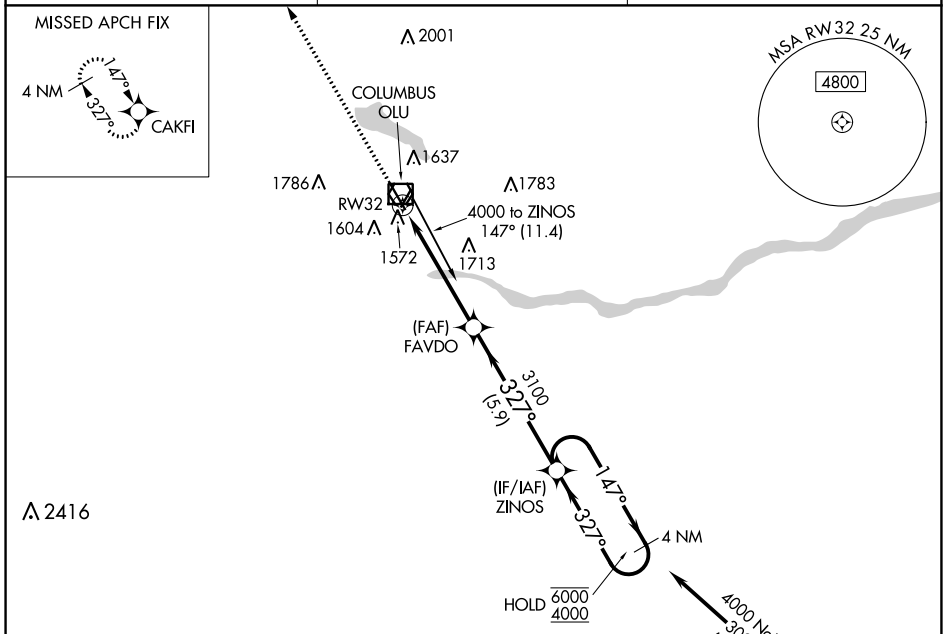 MISSED APCH FIX
4 NM
147°
327°
CAKFI
2001
COLUMBUS
OLU
MSA RW32 25 NM
4800
1637
1786
1783
RW32
4000 to ZINOS
147° (11.4)
1604
1572
1713
(FAF)
FAVDO
3100
327°
(5.9)
(IF/IAF)
ZINOS
147°
327°
4 NM
2416
HOLD 6000
4000
4000